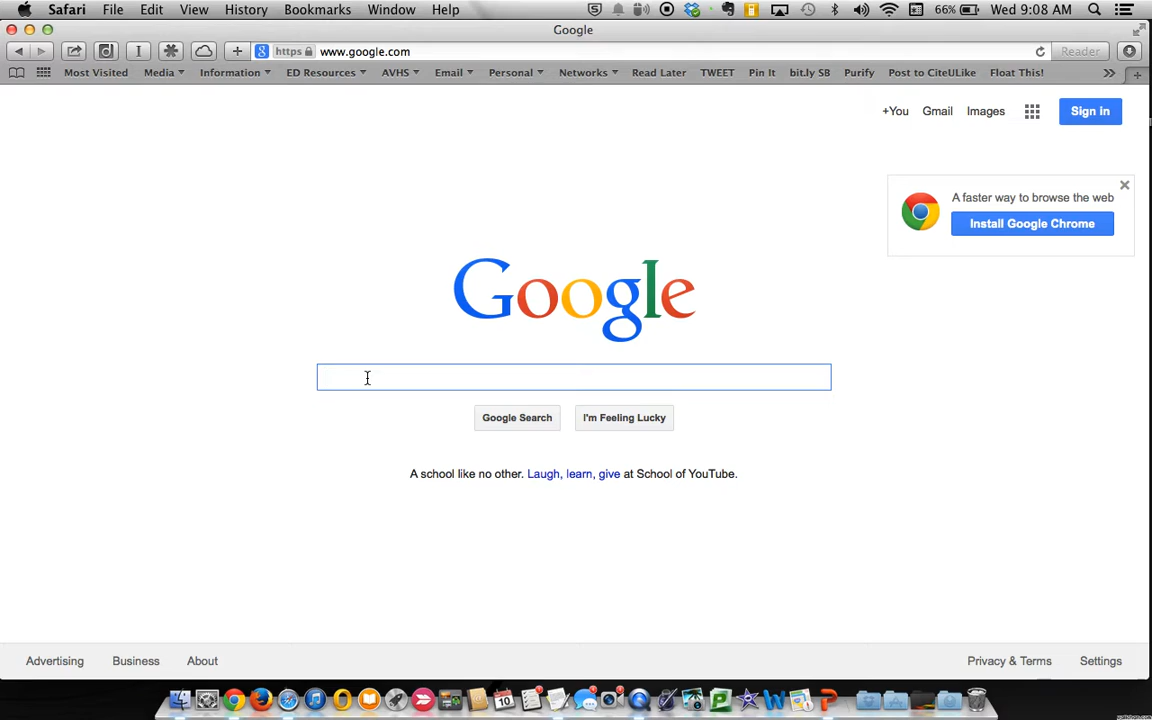 Safari File Edit View History Bookmarks Window Help 66% Wed 9:08 AM
Google
https www.google.com Reader
Most Visited Media Information ED Resources AVHS Email Personal Networks Read Later TWEET Pin It bit.ly SB Purify Post to CiteULike Float This!
+You Gmail Images Sign in
A faster way to browse the web
Install Google Chrome
Google
Google Search I'm Feeling Lucky
A school like no other. Laugh, learn, give at School of YouTube.
Advertising Business About Privacy & Terms Settings